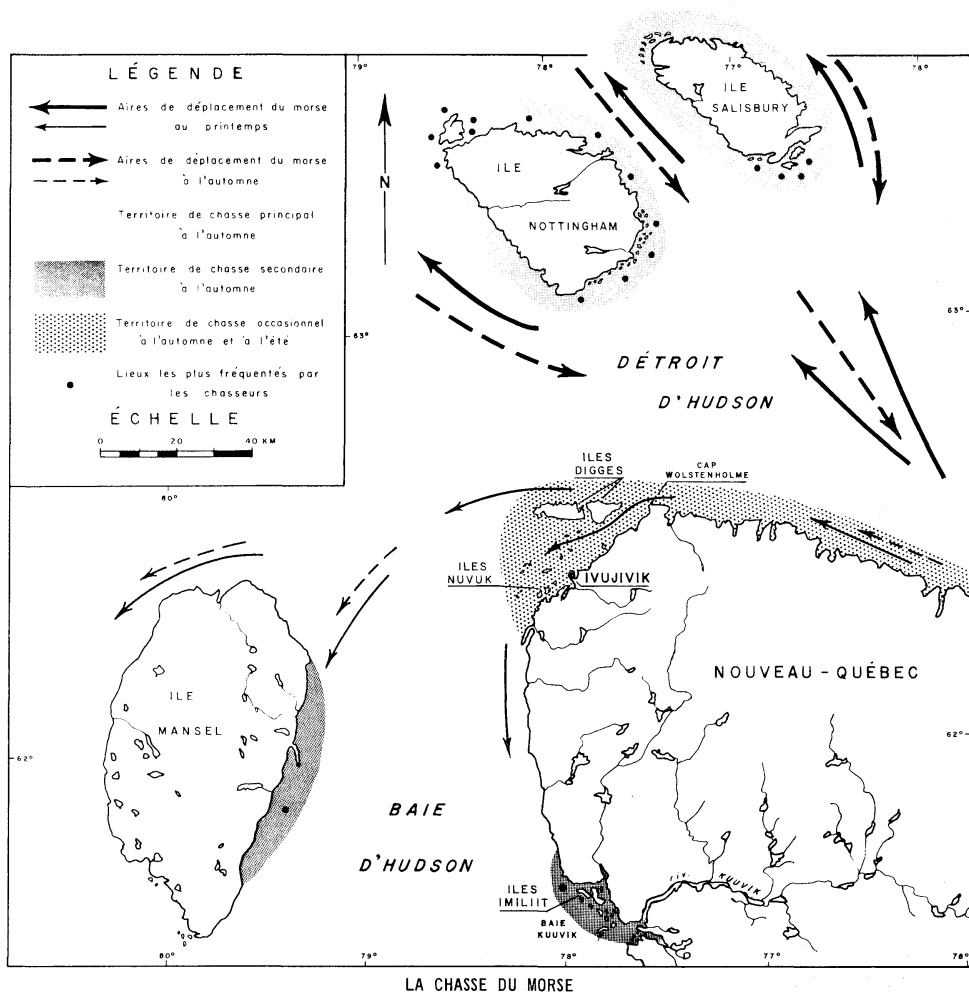 LÉGENDE
Aires de déplacement du morse
au printemps
Aires de déplacement du morse
à l'automne
Territoire de chasse principal
à l'automne
Territoire de chasse secondaire
à l'automne
Territoire de chasse occasionnel
à l'automne et à l'été
Lieux les plus fréquentés par
les chasseurs
ÉCHELLE
0 20 40 KM
79°
78°
77°
76°
N
ILE
SALISBURY
ILE
NOTTINGHAM
63°
63°
DÉTROIT
D'HUDSON
80°
ILES
DIGGES
CAP
WOLSTENHOLME
ILES
NUVUK
IVUJIVIK
NOUVEAU-QUÉBEC
ILE
MANSEL
62°
62°
BAIE
D'HUDSON
ILES
IMILIIT
BAIE
KUUVIK
riv. KUUVIK
80°
79°
78°
77°
76°
LA CHASSE DU MORSE